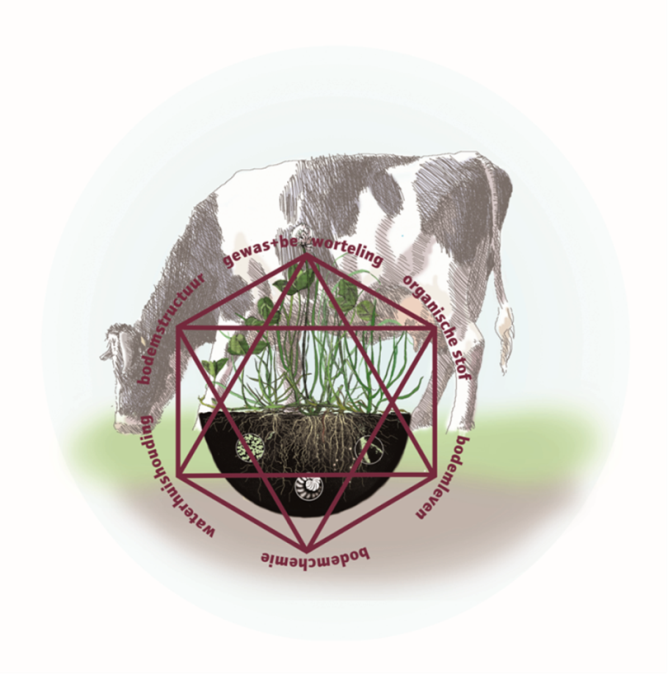 gewas+be worteling
organische stof
bodemleven
bodemchemie
waterhuishouding
bodemstructuur